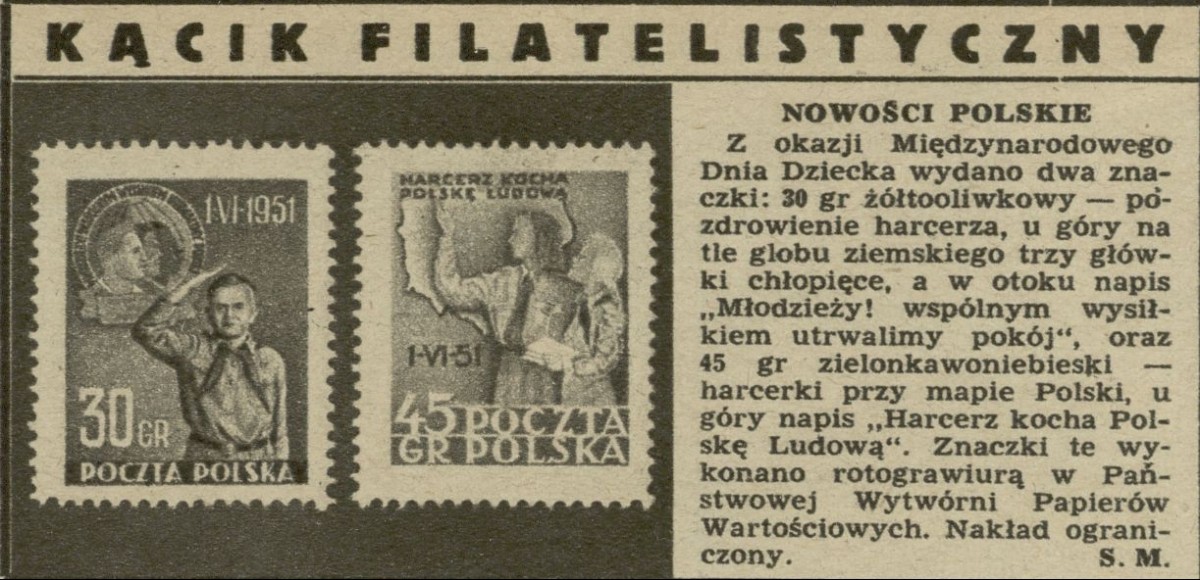 KĄCIK FILATELISTYCZNY
I-VI-1951
30 GR
POCZTA POLSKA
HARCERZ KOCHA
POLSKĘ LUDOWĄ
I-VI-51
45 POCZTA
GR POLSKA
NOWOŚCI POLSKIE
Z okazji Międzynarodowego
Dnia Dziecka wydano dwa zna-
czki: 30 gr żółtooliwkowy — po-
zdrowienie harcerza, u góry na
tle globu ziemskiego trzy głów-
ki chłopięce, a w otoku napis
„Młodzieży! wspólnym wysił-
kiem utrwalimy pokój“, oraz
45 gr zielonkawoniebieski —
harcerki przy mapie Polski, u
góry napis „Harcerz kocha Pol-
skę Ludową“. Znaczki te wy-
konano rotograwiurą w Pań-
stwowej Wytwórni Papierów
Wartościowych. Nakład ograni-
czony. S. M.